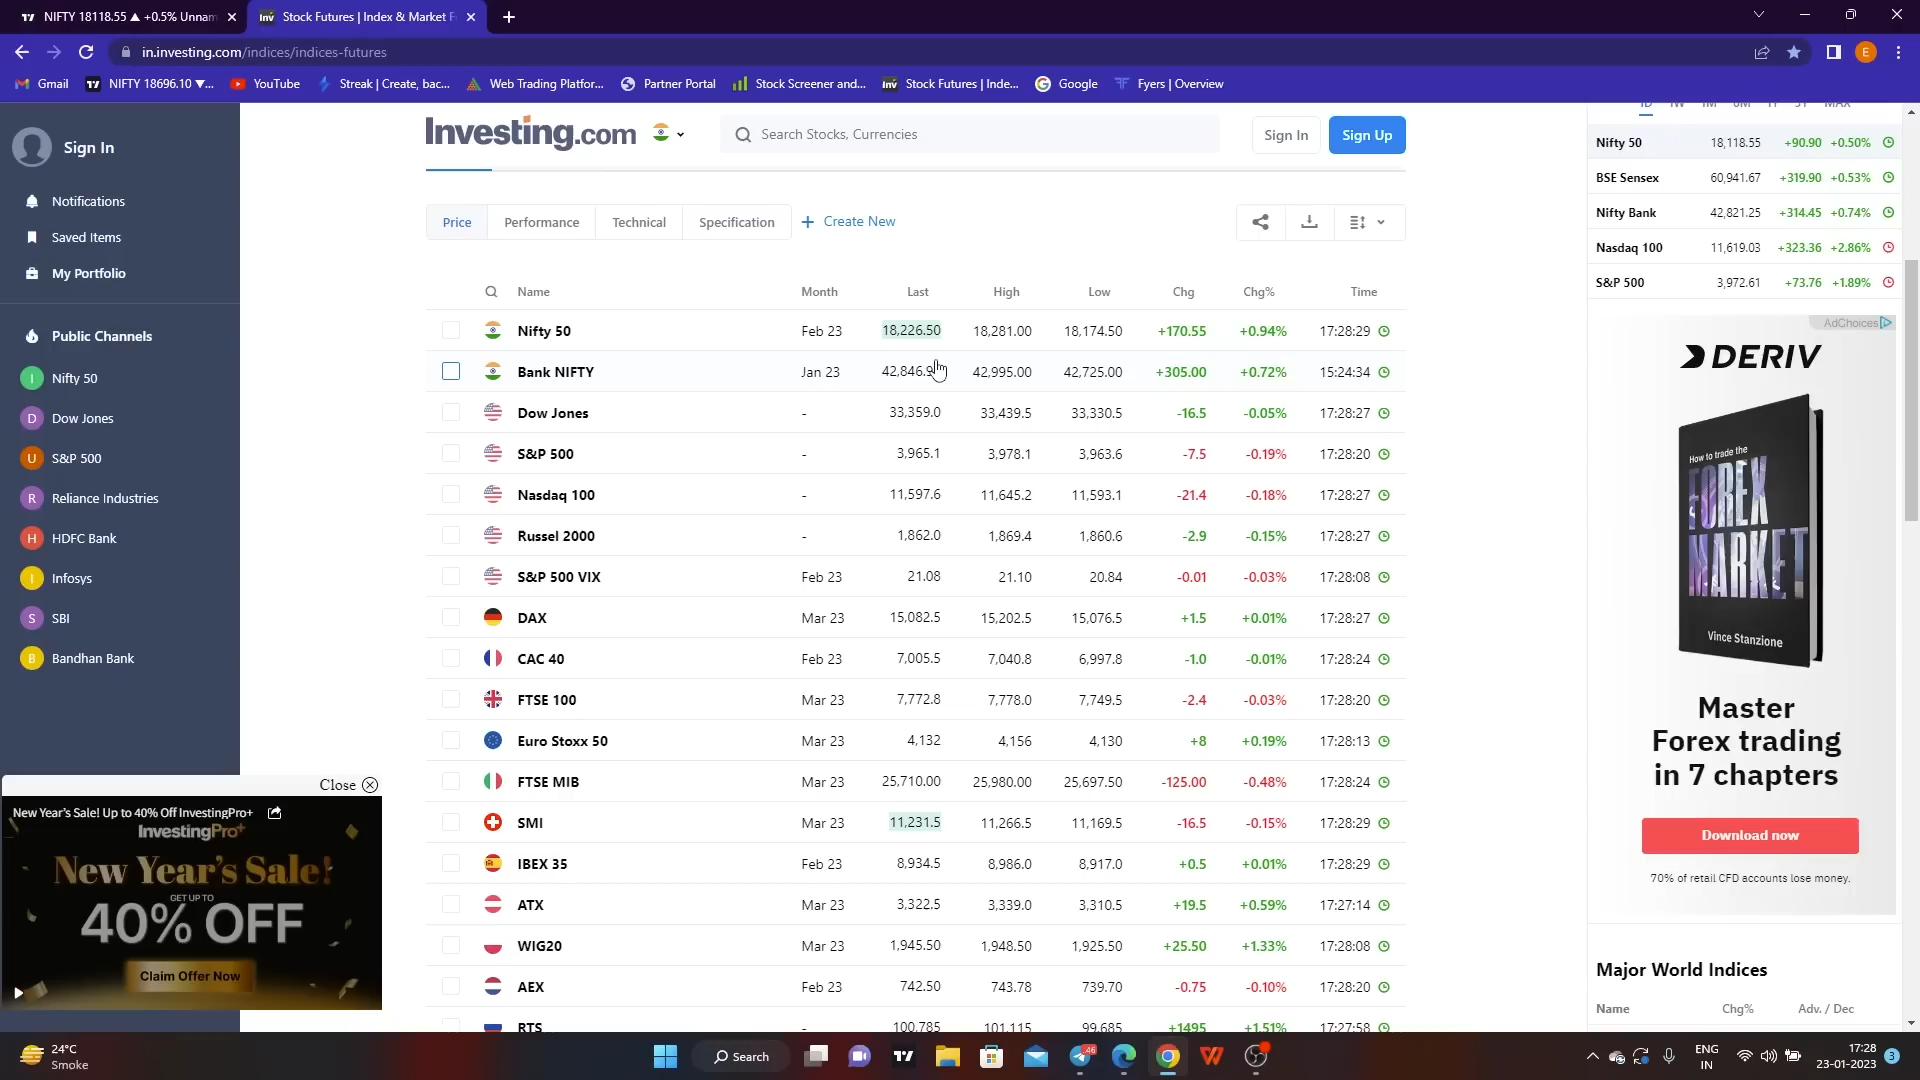 NIFTY 18118.55 ▲ +0.5% Unnam
Stock Futures | Index & Market F
in.investing.com/indices/indices-futures
Gmail
NIFTY 18696.10 ▼...
YouTube
Streak | Create, bac...
Web Trading Platfor...
Partner Portal
Stock Screener and...
Stock Futures | Inde...
Google
Fyers | Overview
Sign In
Notifications
Saved Items
My Portfolio
Public Channels
I Nifty 50
D Dow Jones
U S&P 500
R Reliance Industries
H HDFC Bank
I Infosys
S SBI
B Bandhan Bank
Close
New Year's Sale! Up to 40% Off InvestingPro+
InvestingPro+
New Year's Sale!
GET UP TO
40% OFF
Claim Offer Now
Investing.com
Search Stocks, Currencies
Sign In
Sign Up
Price Performance Technical Specification + Create New
Name Month Last High Low Chg Chg% Time
Nifty 50 Feb 23 18,226.50 18,281.00 18,174.50 +170.55 +0.94% 17:28:29
Bank NIFTY Jan 23 42,846. 42,995.00 42,725.00 +305.00 +0.72% 15:24:34
Dow Jones - 33,359.0 33,439.5 33,330.5 -16.5 -0.05% 17:28:27
S&P 500 - 3,965.1 3,978.1 3,963.6 -7.5 -0.19% 17:28:20
Nasdaq 100 - 11,597.6 11,645.2 11,593.1 -21.4 -0.18% 17:28:27
Russel 2000 - 1,862.0 1,869.4 1,860.6 -2.9 -0.15% 17:28:27
S&P 500 VIX Feb 23 21.08 21.10 20.84 -0.01 -0.03% 17:28:08
DAX Mar 23 15,082.5 15,202.5 15,076.5 +1.5 +0.01% 17:28:27
CAC 40 Feb 23 7,005.5 7,040.8 6,997.8 -1.0 -0.01% 17:28:24
FTSE 100 Mar 23 7,772.8 7,778.0 7,749.5 -2.4 -0.03% 17:28:20
Euro Stoxx 50 Mar 23 4,132 4,156 4,130 +8 +0.19% 17:28:13
FTSE MIB Mar 23 25,710.00 25,980.00 25,697.50 -125.00 -0.48% 17:28:24
SMI Mar 23 11,231.5 11,266.5 11,169.5 -16.5 -0.15% 17:28:29
IBEX 35 Feb 23 8,934.5 8,986.0 8,917.0 +0.5 +0.01% 17:28:29
ATX Mar 23 3,322.5 3,339.0 3,310.5 +19.5 +0.59% 17:27:14
WIG20 Mar 23 1,945.50 1,948.50 1,925.50 +25.50 +1.33% 17:28:08
AEX Feb 23 742.50 743.78 739.70 -0.75 -0.10% 17:28:20
RTS - 100,785 101,115 99,685 +1495 +1.51% 17:27:58
1D 1W 1M 6M 1Y 5Y MAX
Nifty 50 18,118.55 +90.90 +0.50%
BSE Sensex 60,941.67 +319.90 +0.53%
Nifty Bank 42,821.25 +314.45 +0.74%
Nasdaq 100 11,619.03 +323.36 +2.86%
S&P 500 3,972.61 +73.76 +1.89%
AdChoices
DERIV
How to trade the
FOREX
MARKET
Vince Stanzione
Master
Forex trading
in 7 chapters
Download now
70% of retail CFD accounts lose money.
Major World Indices
Name Chg% Adv. / Dec
24°C
Smoke
Search
46
ENG
IN
17:28
23-01-2023
3